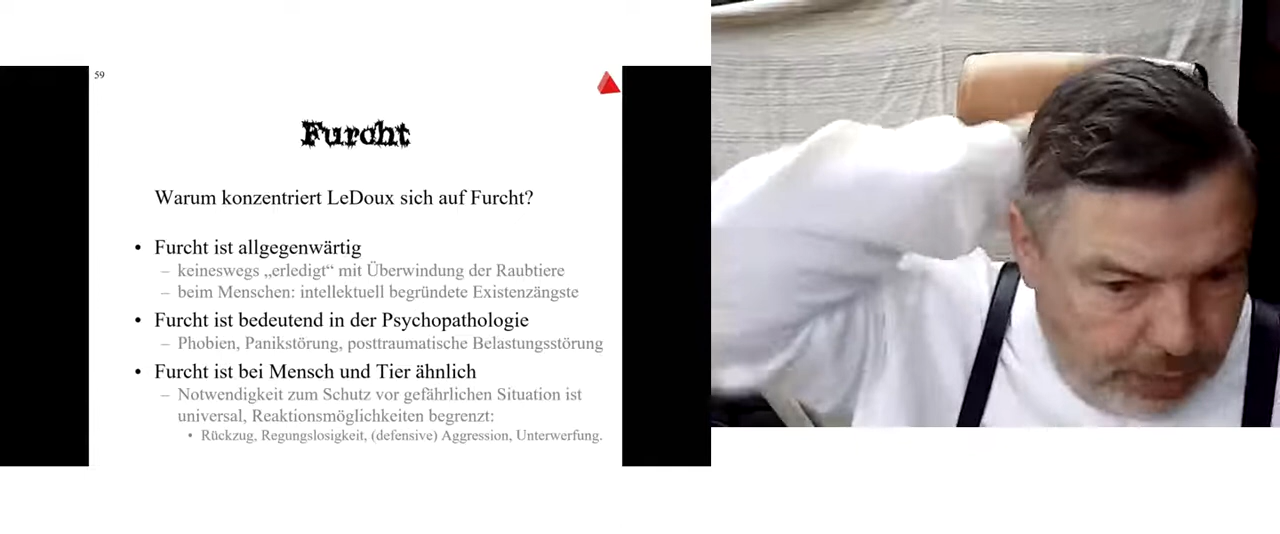 59
Furcht
Warum konzentriert LeDoux sich auf Furcht?
• Furcht ist allgegenwärtig
– keineswegs „erledigt“ mit Überwindung der Raubtiere
– beim Menschen: intellektuell begründete Existenzängste
• Furcht ist bedeutend in der Psychopathologie
– Phobien, Panikstörung, posttraumatische Belastungsstörung
• Furcht ist bei Mensch und Tier ähnlich
– Notwendigkeit zum Schutz vor gefährlichen Situation ist
universal, Reaktionsmöglichkeiten begrenzt:
• Rückzug, Regungslosigkeit, (defensive) Aggression, Unterwerfung.